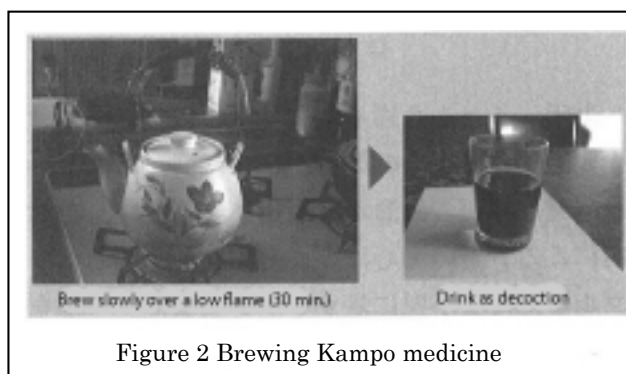 Brew slowly over a low flame (30 min.)
Drink as decoction
Figure 2 Brewing Kampo medicine